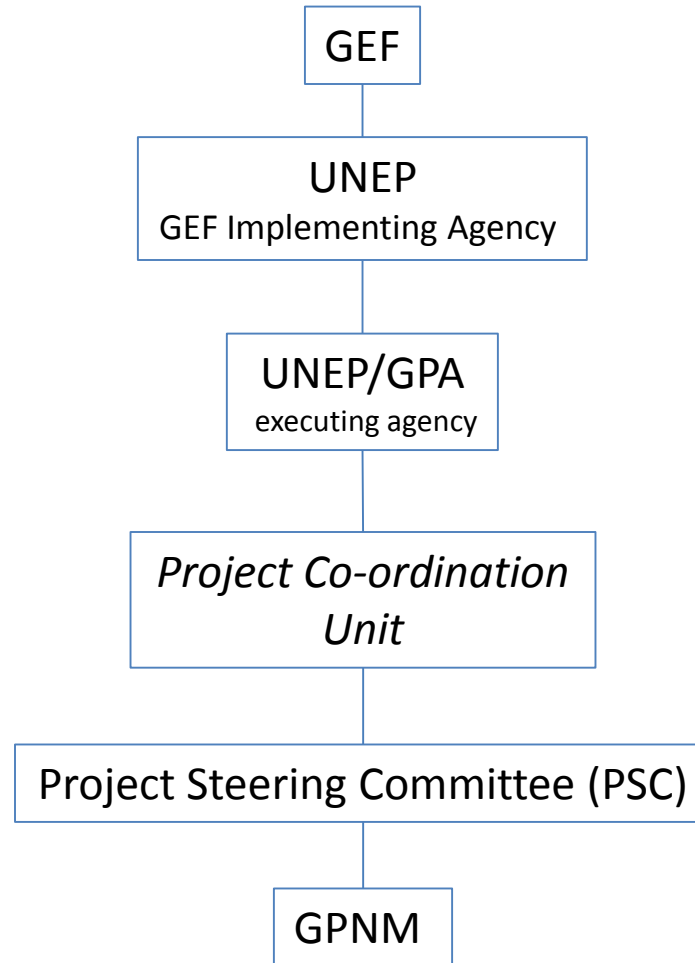 GEF
UNEP
GEF Implementing Agency
UNEP/GPA
executing agency
Project Co-ordination
Unit
Project Steering Committee (PSC)
GPNM